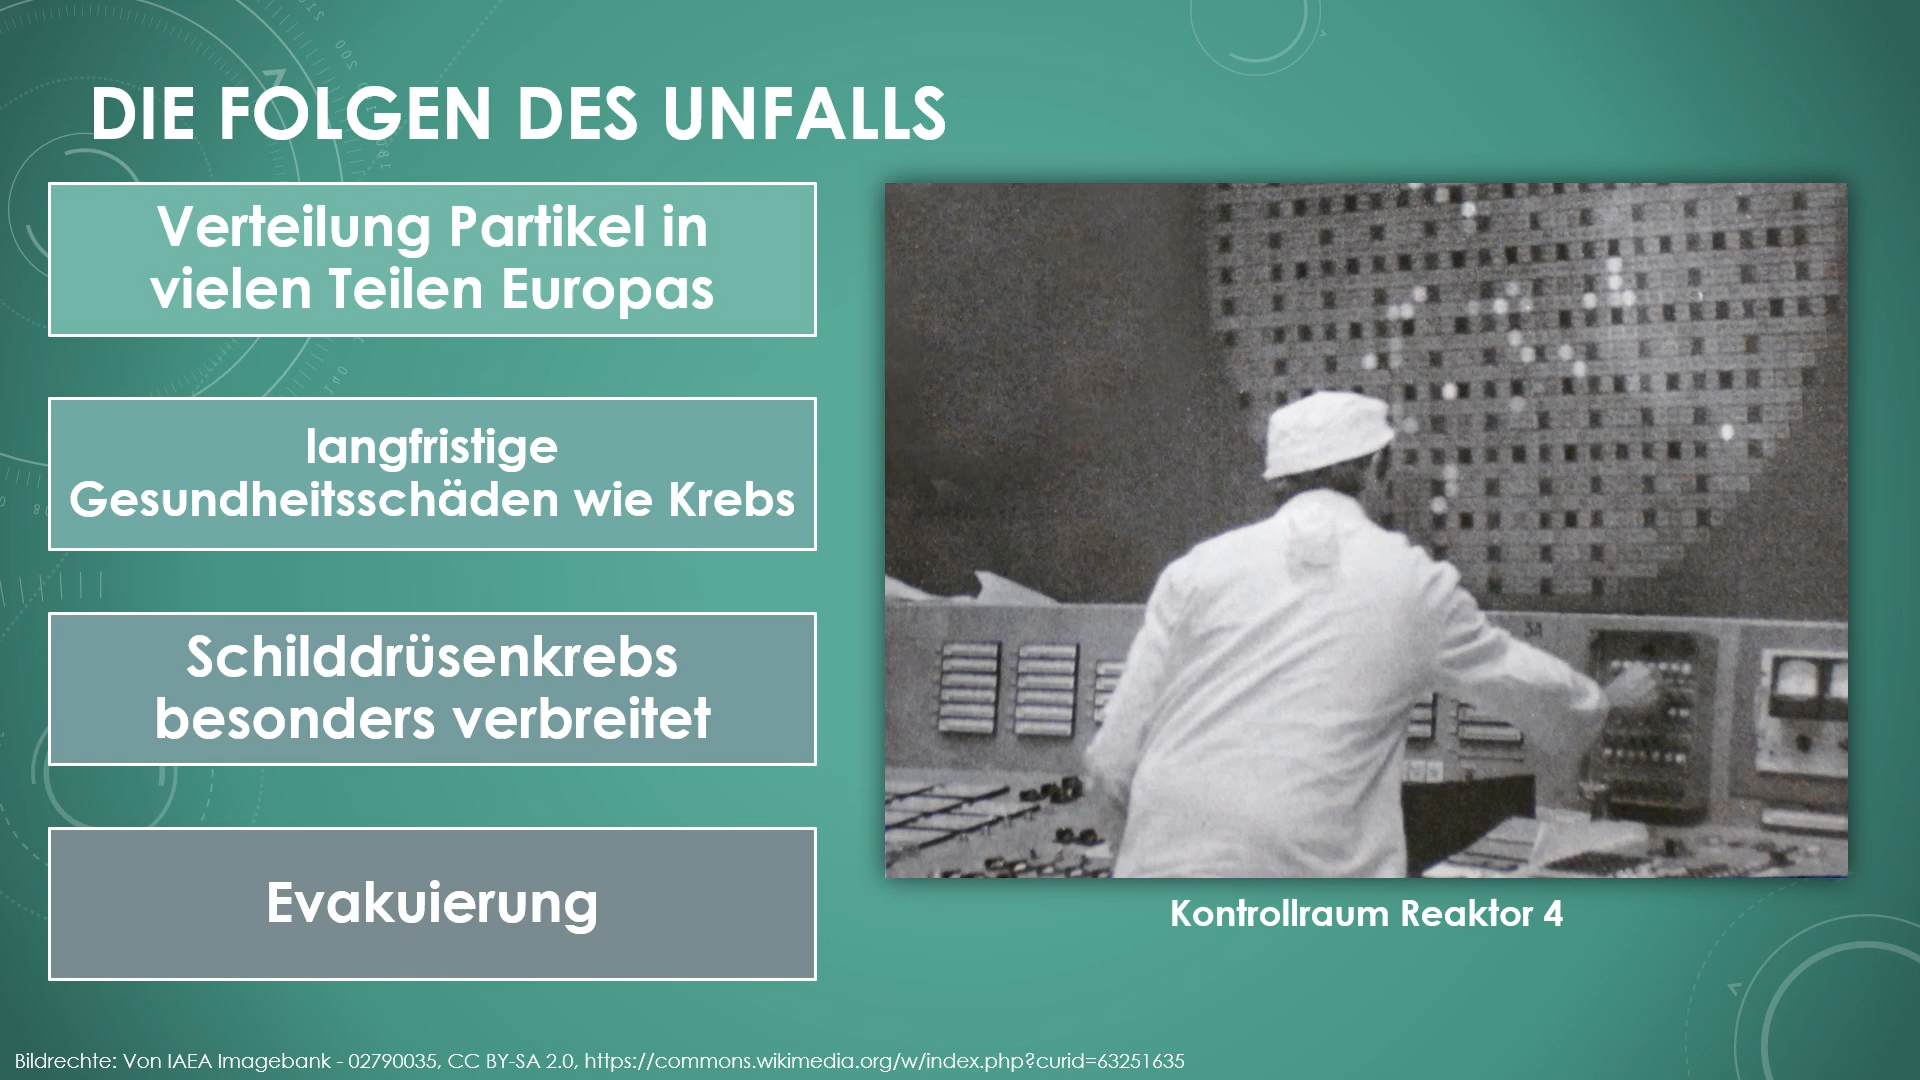 DIE FOLGEN DES UNFALLS
Verteilung Partikel in
vielen Teilen Europas
langfristige
Gesundheitsschäden wie Krebs
Schilddrüsenkrebs
besonders verbreitet
Evakuierung
Kontrollraum Reaktor 4
Bildrechte: Von IAEA Imagebank - 02790035, CC BY-SA 2.0, https://commons.wikimedia.org/w/index.php?curid=63251635